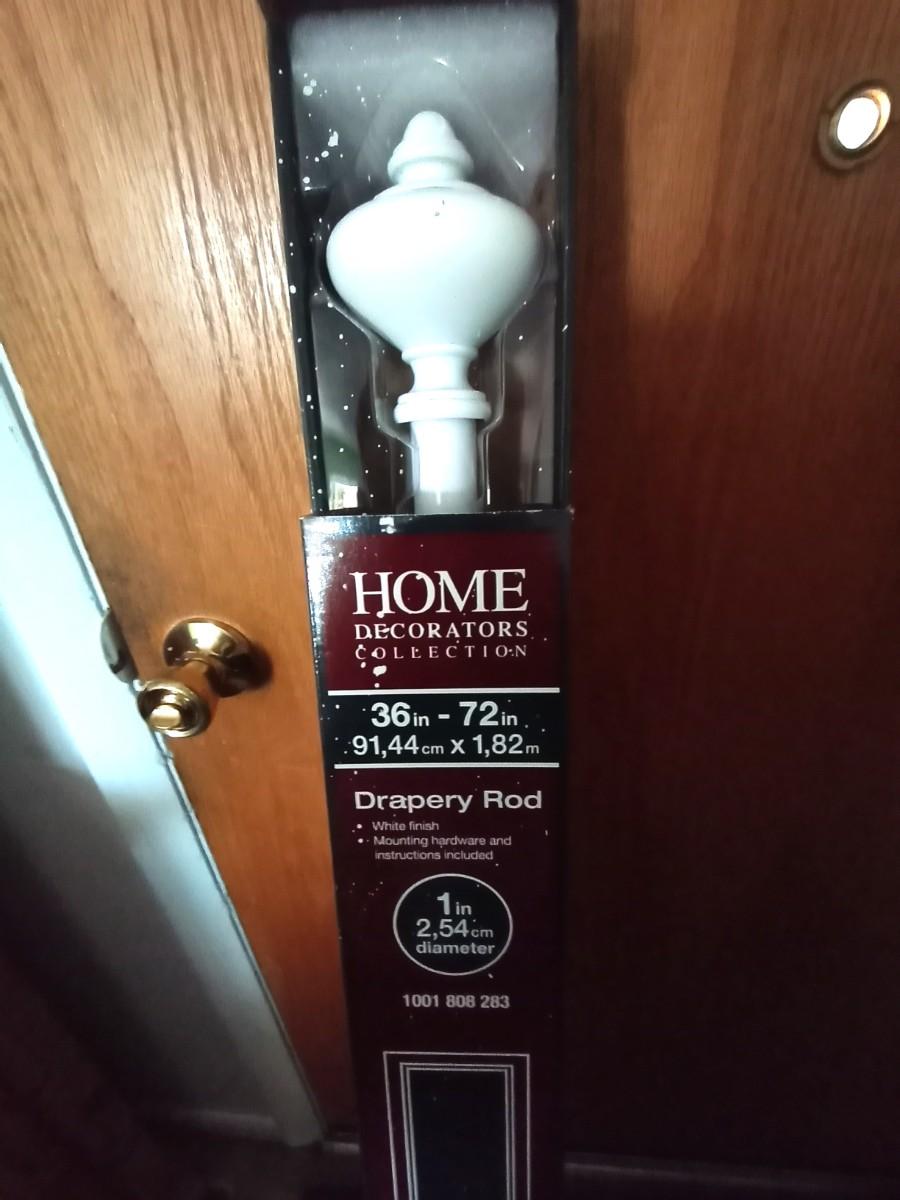 HOME
DECORATORS
COLLECTION
36in - 72in
91,44cm x 1,82m
Drapery Rod
• White finish
• Mounting hardware and
instructions included
1in
2,54cm
diameter
1001 808 283